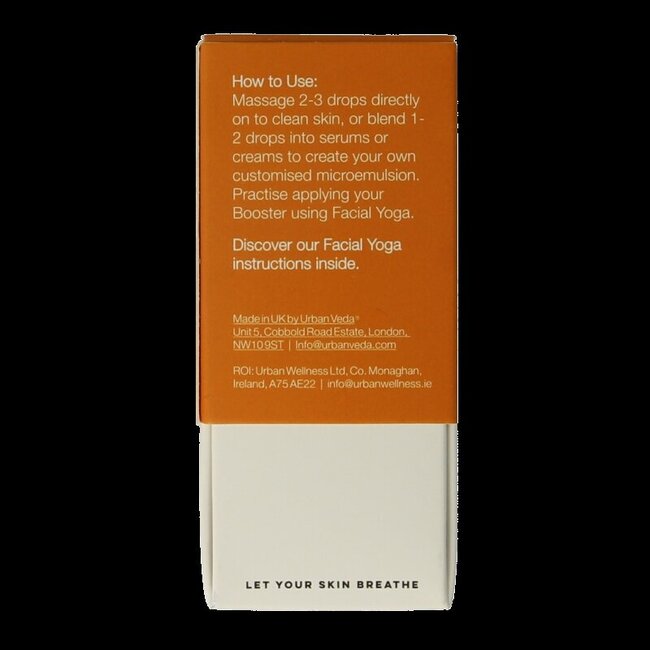 How to Use:
Massage 2-3 drops directly
on to clean skin, or blend 1-
2 drops into serums or
creams to create your own
customised microemulsion.
Practise applying your
Booster using Facial Yoga.
Discover our Facial Yoga
instructions inside.
Made in UK by Urban Veda®
Unit 5, Cobbold Road Estate, London,
NW10 9ST | Info@urbanveda.com
ROI: Urban Wellness Ltd, Co. Monaghan,
Ireland, A75 AE22 | info@urbanwellness.ie
LET YOUR SKIN BREATHE